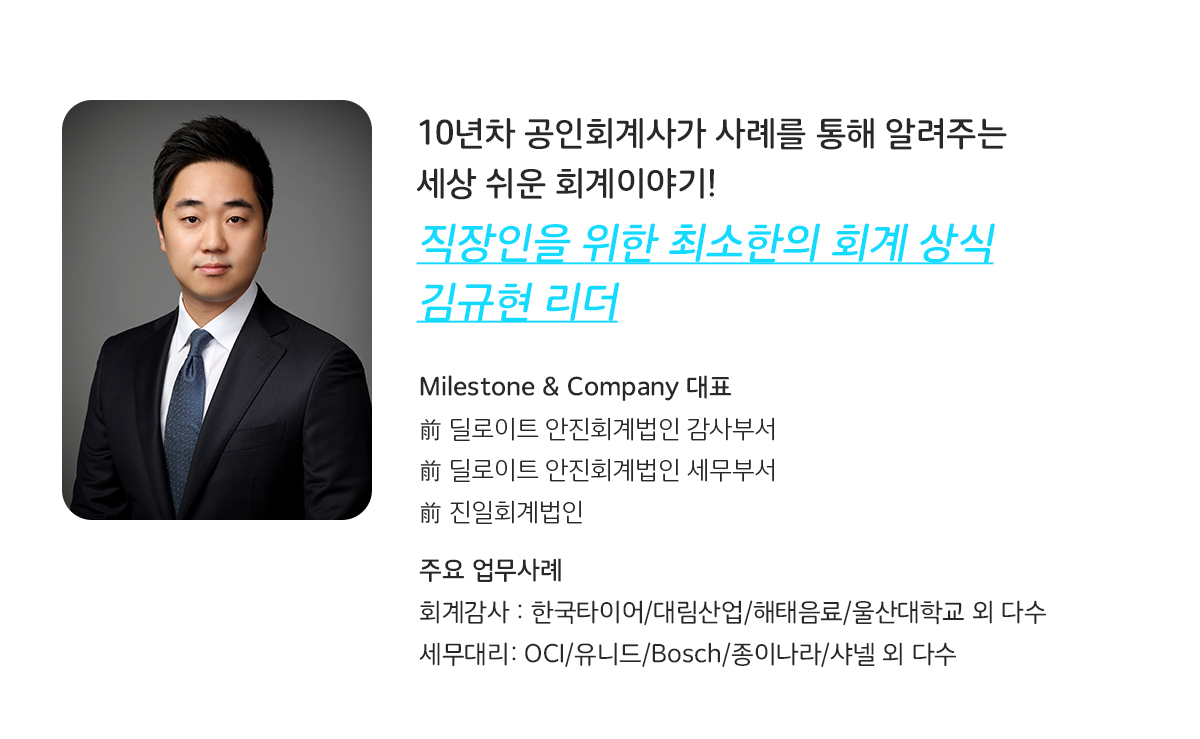 10년차 공인회계사가 사례를 통해 알려주는
세상 쉬운 회계이야기!
직장인을 위한 최소한의 회계 상식
김규현 리더
Milestone & Company 대표
前 딜로이트 안진회계법인 감사부서
前 딜로이트 안진회계법인 세무부서
前 진일회계법인
주요 업무사례
회계감사 : 한국타이어/대림산업/해태음료/울산대학교 외 다수
세무대리: OCI/유니드/Bosch/종이나라/샤넬 외 다수